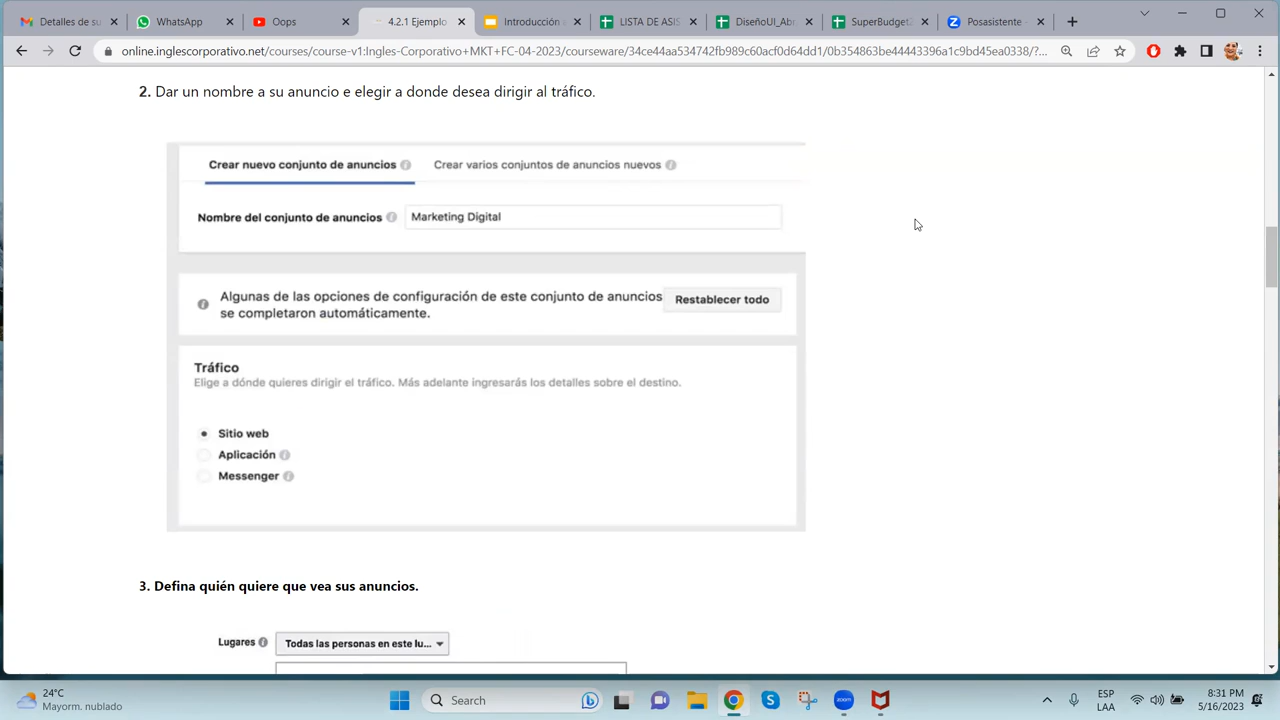 Detalles de su
WhatsApp
Oops
4.2.1 Ejemplo
Introducción
LISTA DE ASIS
DiseñoUI_Abi
SuperBudget2
Posasistente -
online.inglescorporativo.net/courses/course-v1:Ingles-Corporativo+MKT+FC-04-2023/courseware/34ce44aa534742fb989c60acf0d64dd1/0b354863be44443396a1c9bd45ea0338/?...
2. Dar un nombre a su anuncio e elegir a donde desea dirigir al tráfico.
Crear nuevo conjunto de anuncios
Crear varios conjuntos de anuncios nuevos
Nombre del conjunto de anuncios
Marketing Digital
Algunas de las opciones de configuración de este conjunto de anuncios
se completaron automáticamente.
Restablecer todo
Tráfico
Elige a dónde quieres dirigir el tráfico. Más adelante ingresarás los detalles sobre el destino.
Sitio web
Aplicación
Messenger
3. Defina quién quiere que vea sus anuncios.
Lugares
Todas las personas en este lu...
24°C
Mayorm. nublado
Search
zoom
ESP
LAA
8:31 PM
5/16/2023